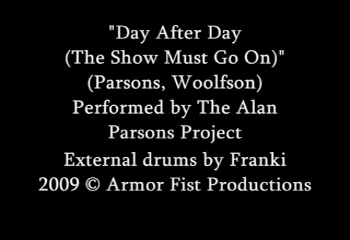 "Day After Day
(The Show Must Go On)"
(Parsons, Woolfson)
Performed by The Alan
Parsons Project
External drums by Franki
2009 © Armor Fist Productions